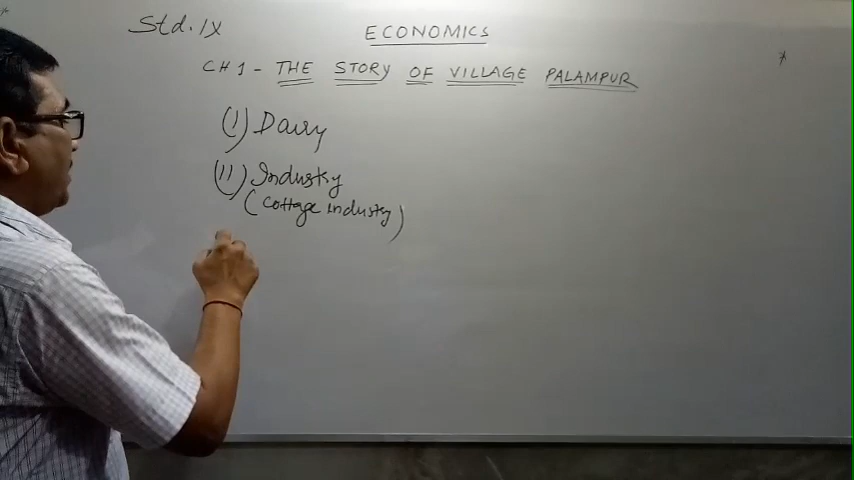 Std. IX
ECONOMICS
CH 1 - THE STORY OF VILLAGE PALAMPUR
(I) Dairy
(II) Industry
(Cottage industry)